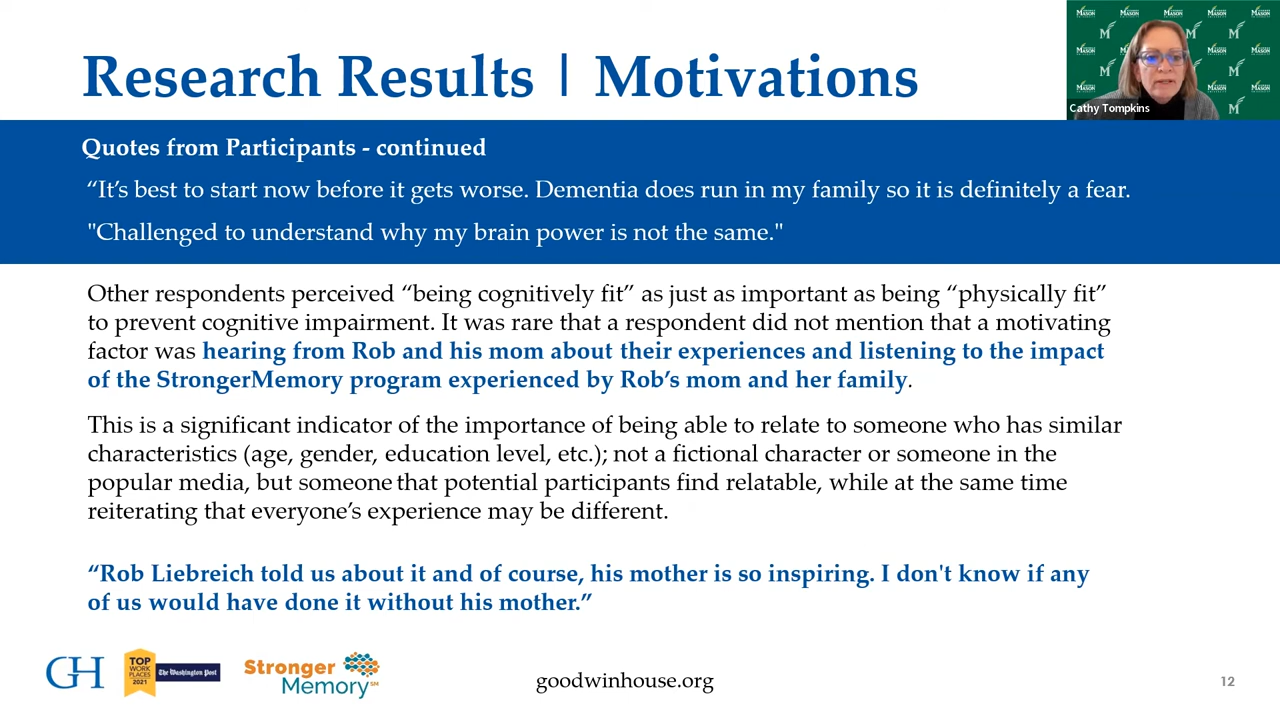 Research Results | Motivations
MASON
MASON
MASON
MASON
MASON
Cathy Tompkins
Quotes from Participants - continued
“It’s best to start now before it gets worse. Dementia does run in my family so it is definitely a fear.
"Challenged to understand why my brain power is not the same."
Other respondents perceived “being cognitively fit” as just as important as being “physically fit”
to prevent cognitive impairment. It was rare that a respondent did not mention that a motivating
factor was hearing from Rob and his mom about their experiences and listening to the impact
of the StrongerMemory program experienced by Rob’s mom and her family.
This is a significant indicator of the importance of being able to relate to someone who has similar
characteristics (age, gender, education level, etc.); not a fictional character or someone in the
popular media, but someone that potential participants find relatable, while at the same time
reiterating that everyone’s experience may be different.
“Rob Liebreich told us about it and of course, his mother is so inspiring. I don't know if any
of us would have done it without his mother.”
GH
TOP
WORK
PLACES
2021
The Washington Post
Stronger
Memory SM
goodwinhouse.org
12